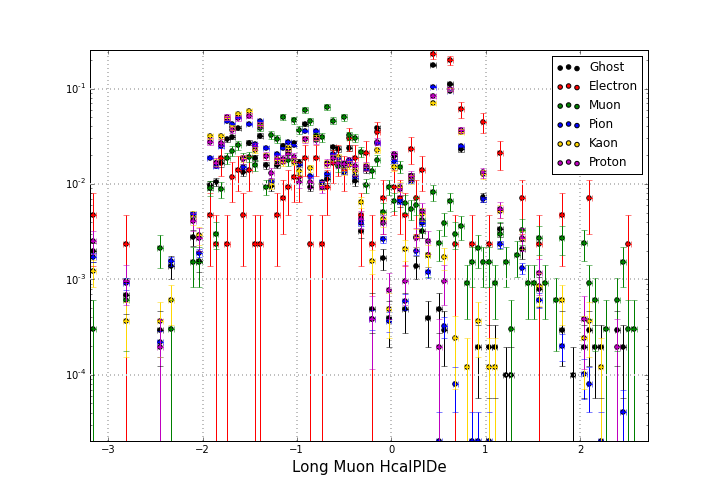 10⁻¹
10⁻²
10⁻³
10⁻⁴
Ghost
Electron
Muon
Pion
Kaon
Proton
−3 −2 −1 0 1 2
Long Muon HcalPIDe